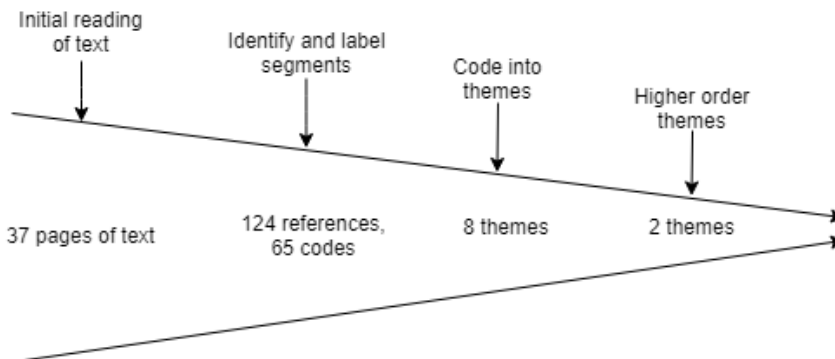 Initial reading
of text
Identify and label
segments
Code into
themes
Higher order
themes
37 pages of text
124 references,
65 codes
8 themes
2 themes